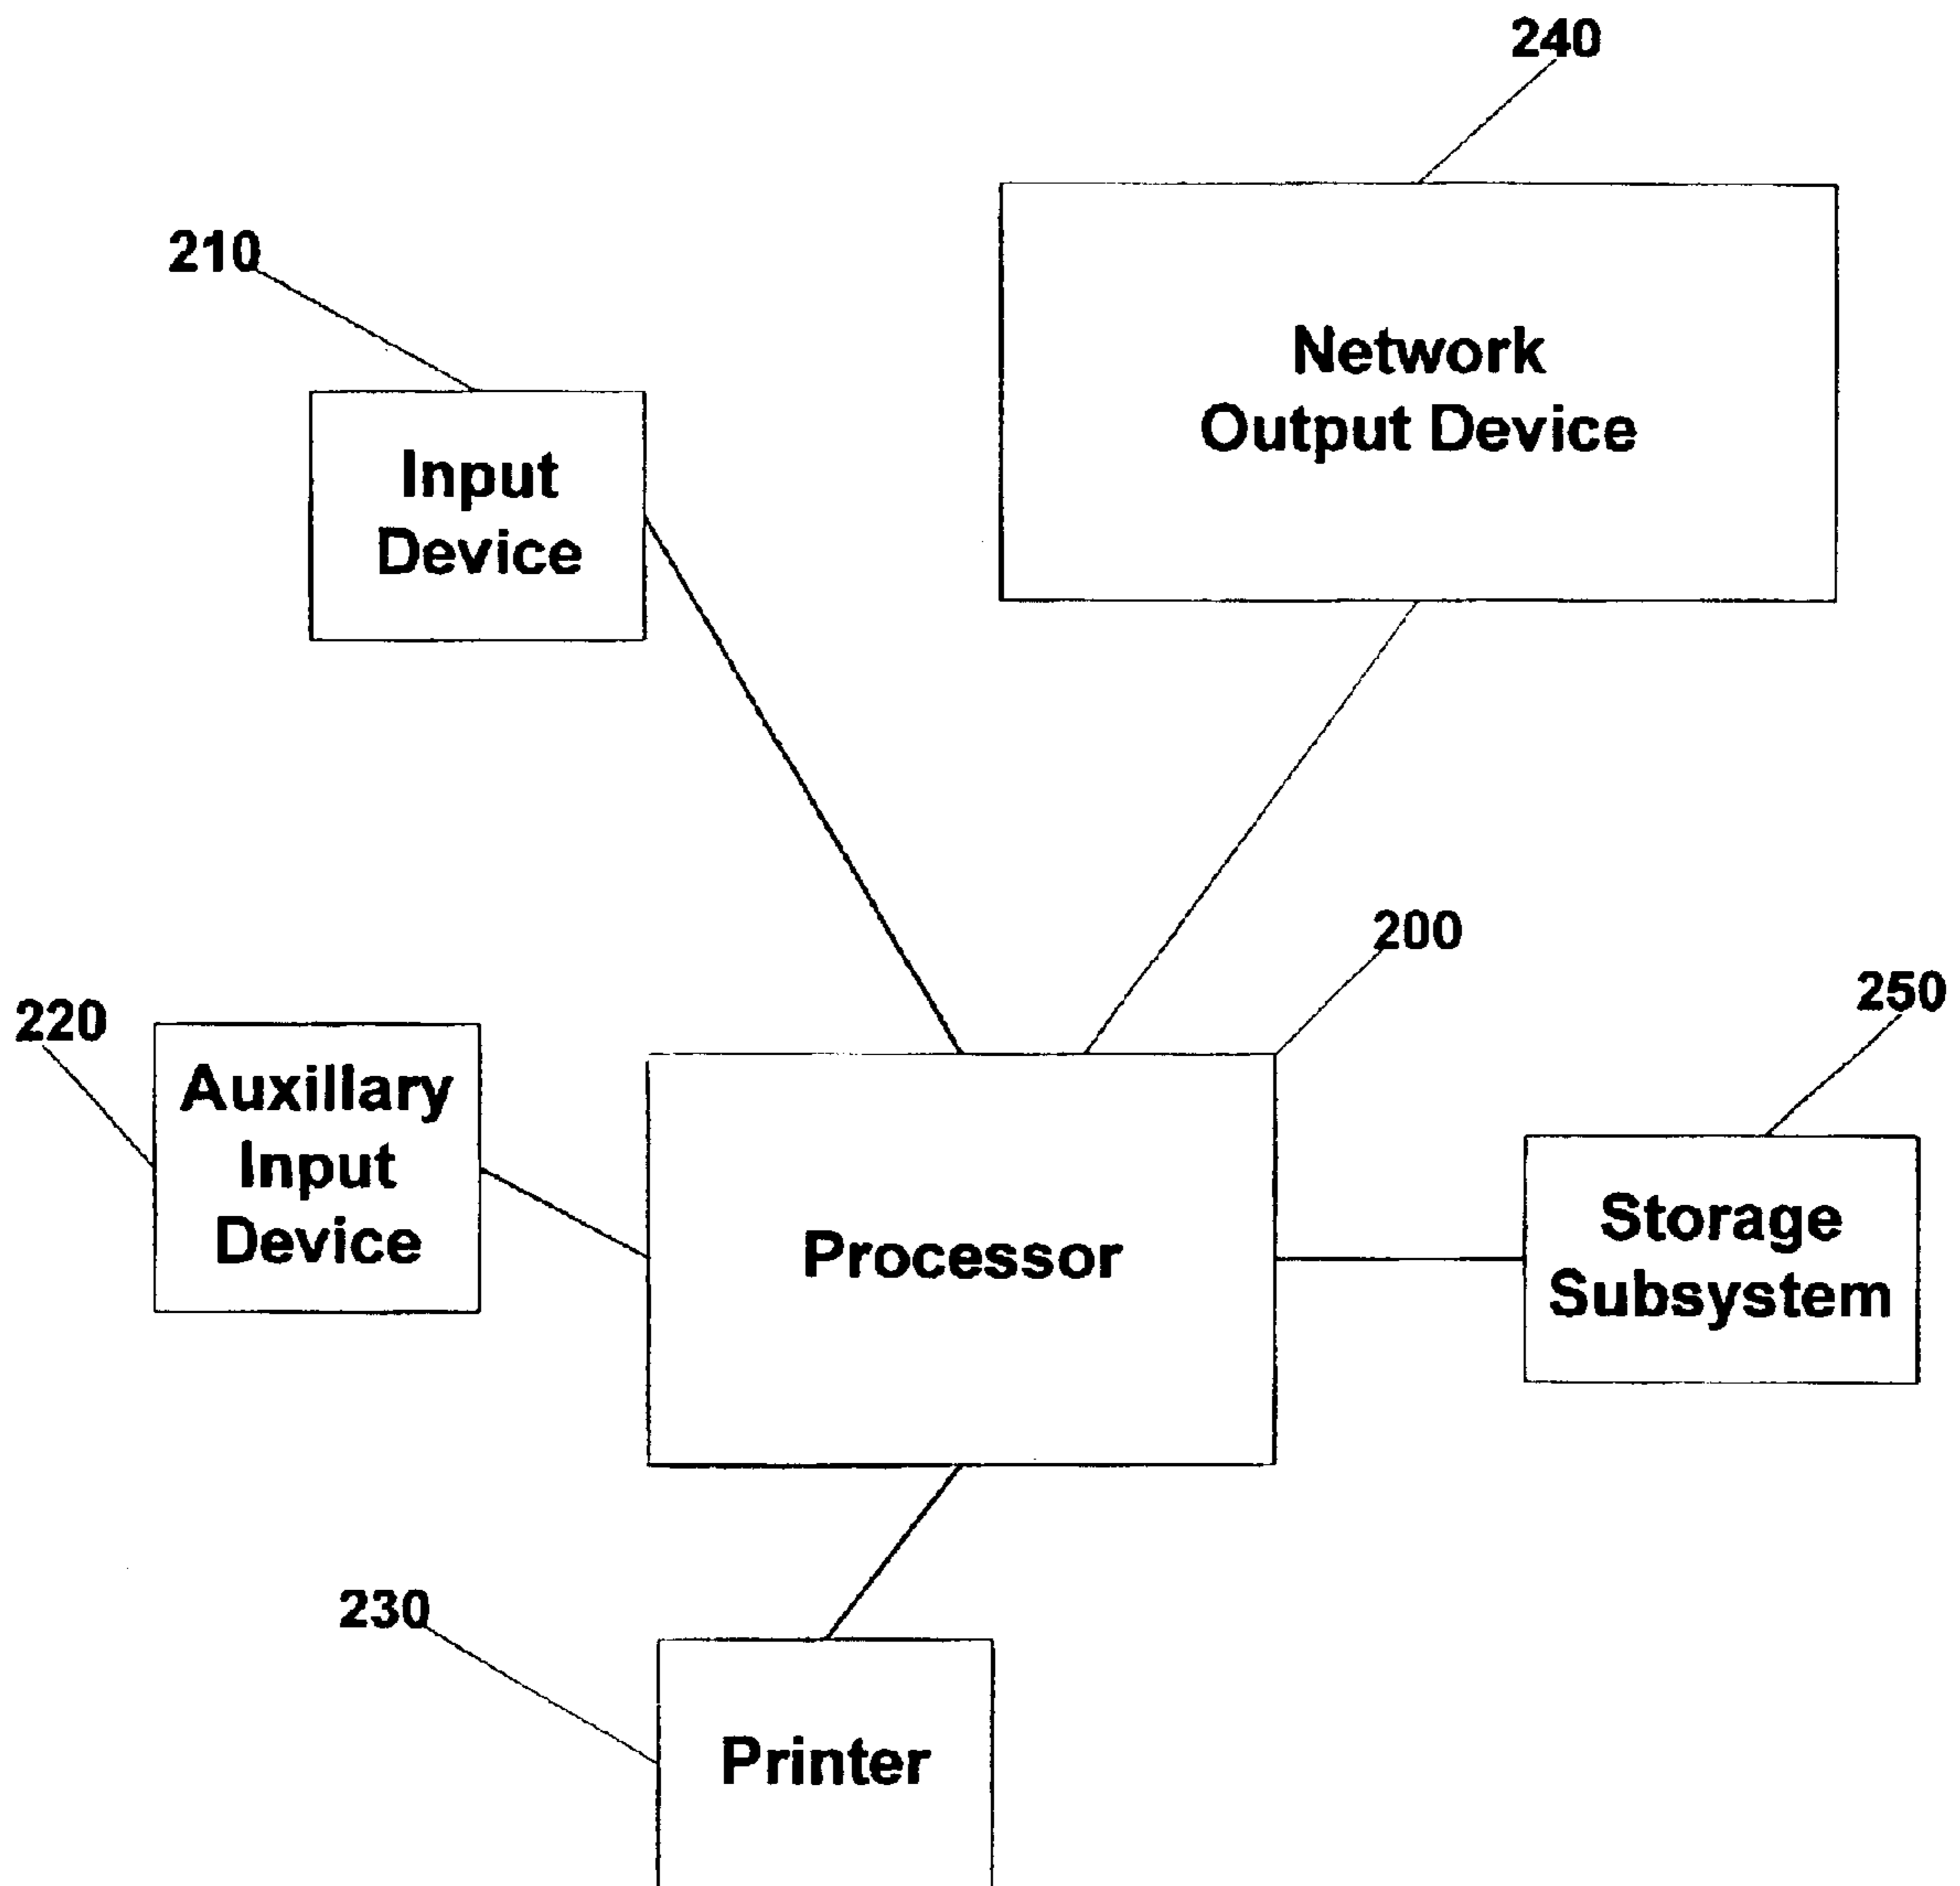 240
210
Network
Output Device
Input
Device
200
250
220
Auxillary
Input
Device
Processor
Storage
Subsystem
230
Printer